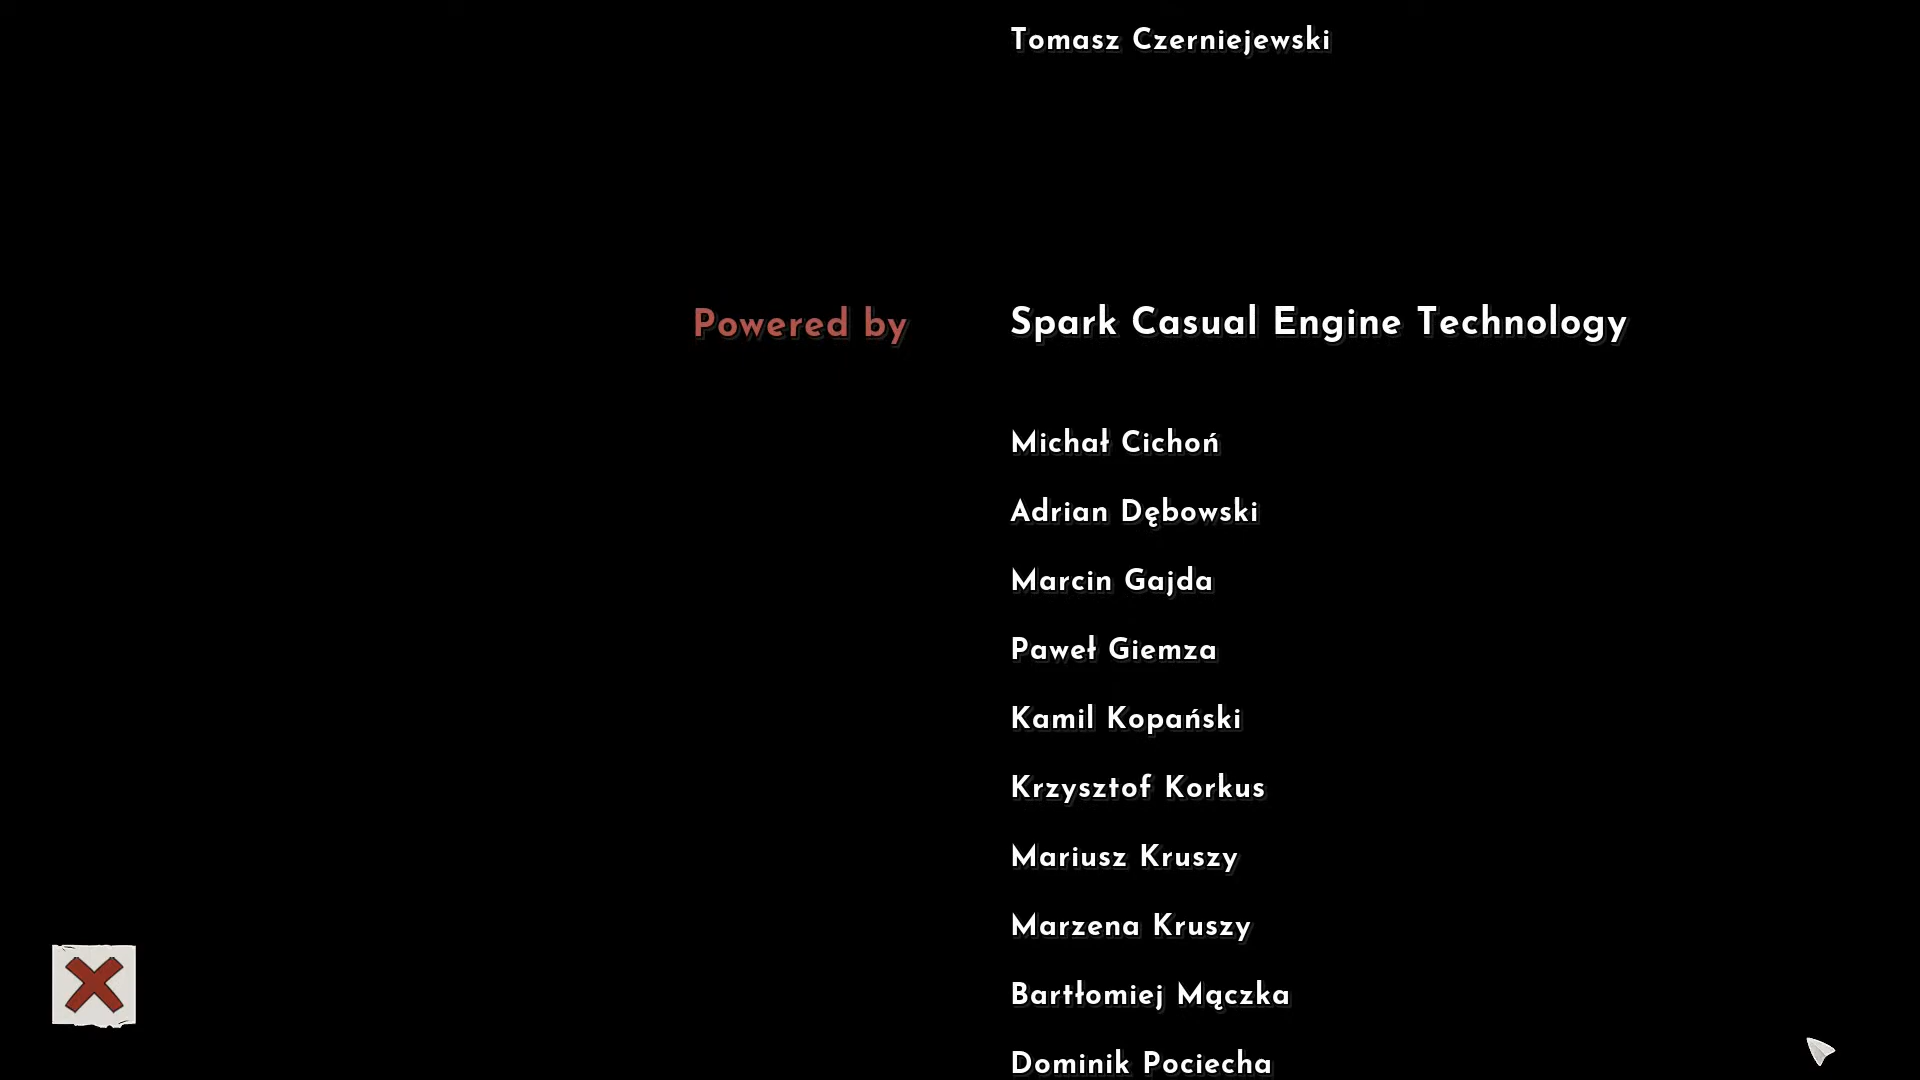 Tomasz Czerniejewski
Powered by Spark Casual Engine Technology
Michał Cichoń
Adrian Dębowski
Marcin Gajda
Paweł Giemza
Kamil Kopański
Krzysztof Korkus
Mariusz Kruszy
Marzena Kruszy
Bartłomiej Mączka
Dominik Pociecha